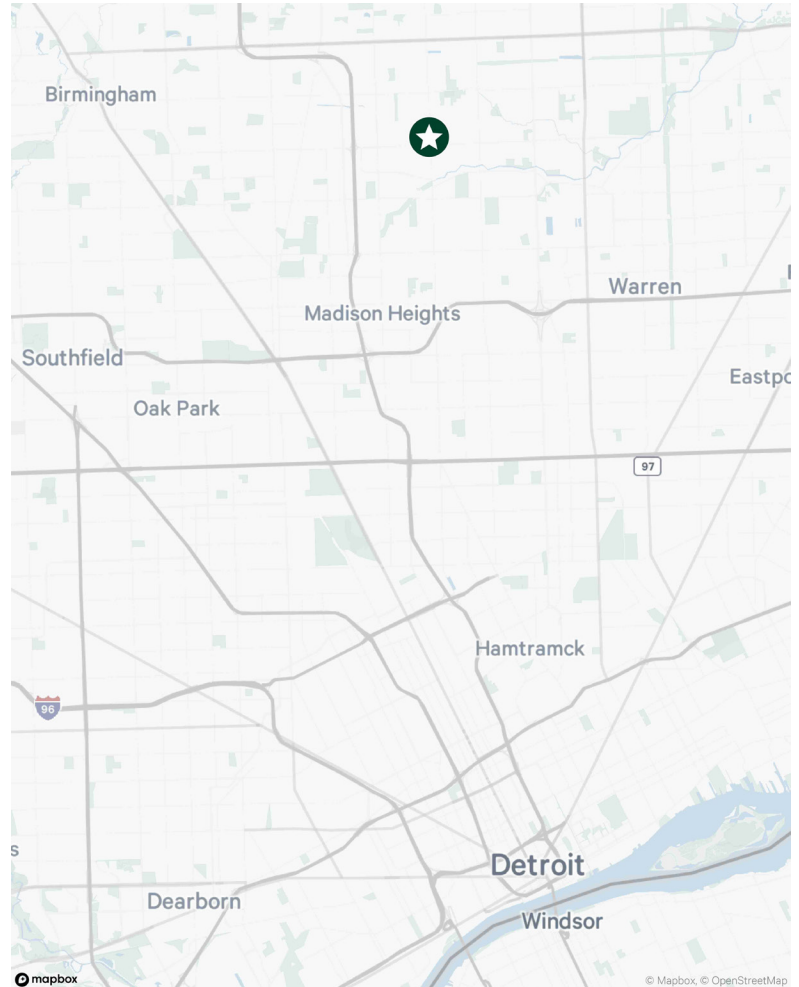 Birmingham
Warren
Madison Heights
Southfield
Eastpo
Oak Park
97
Hamtramck
96
s
Detroit
Dearborn
Windsor
mapbox
© Mapbox, © OpenStreetMap